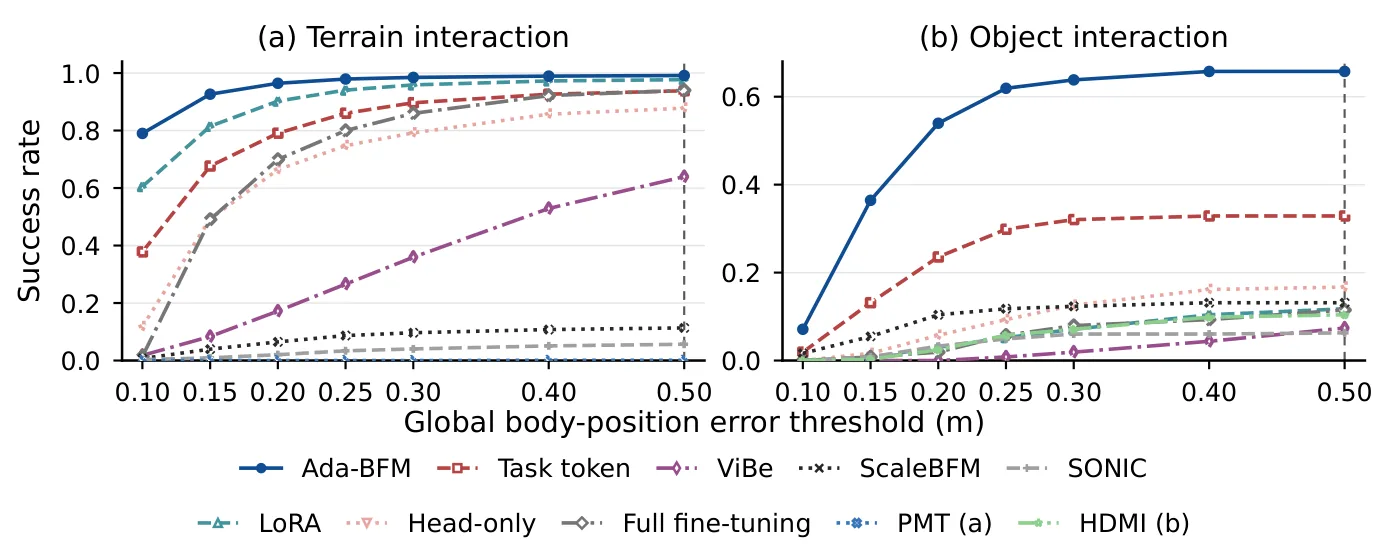 (a) Terrain interaction
(b) Object interaction
Success rate
1.0
0.8
0.6
0.4
0.2
0.0
0.6
0.4
0.2
0.0
0.10 0.15 0.20 0.25 0.30 0.40 0.50
0.10 0.15 0.20 0.25 0.30 0.40 0.50
Global body-position error threshold (m)
Ada-BFM Task token ViBe ScaleBFM SONIC
LoRA Head-only Full fine-tuning PMT (a) HDMI (b)